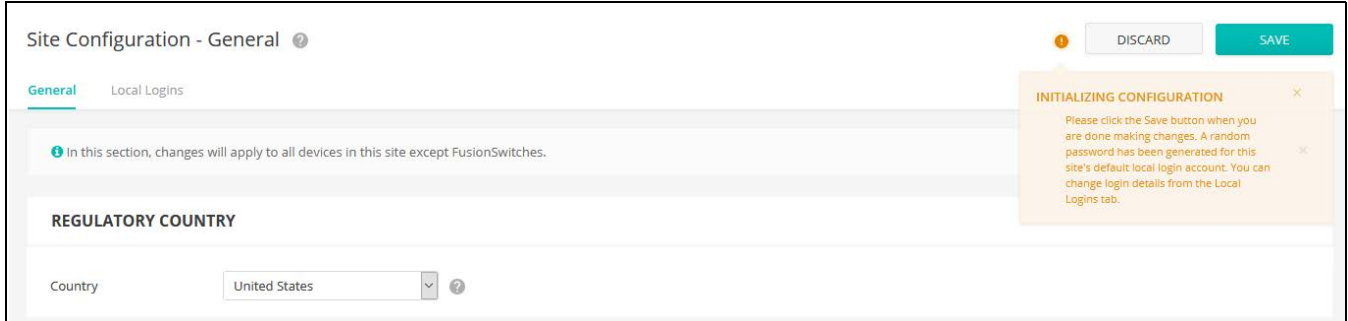 Site Configuration - General ?
! DISCARD SAVE
General Local Logins
INITIALIZING CONFIGURATION ×
Please click the Save button when you
are done making changes. A random
password has been generated for this
site's default local login account. You can
change login details from the Local
Logins tab.
i In this section, changes will apply to all devices in this site except FusionSwitches. ×
REGULATORY COUNTRY
Country United States ?